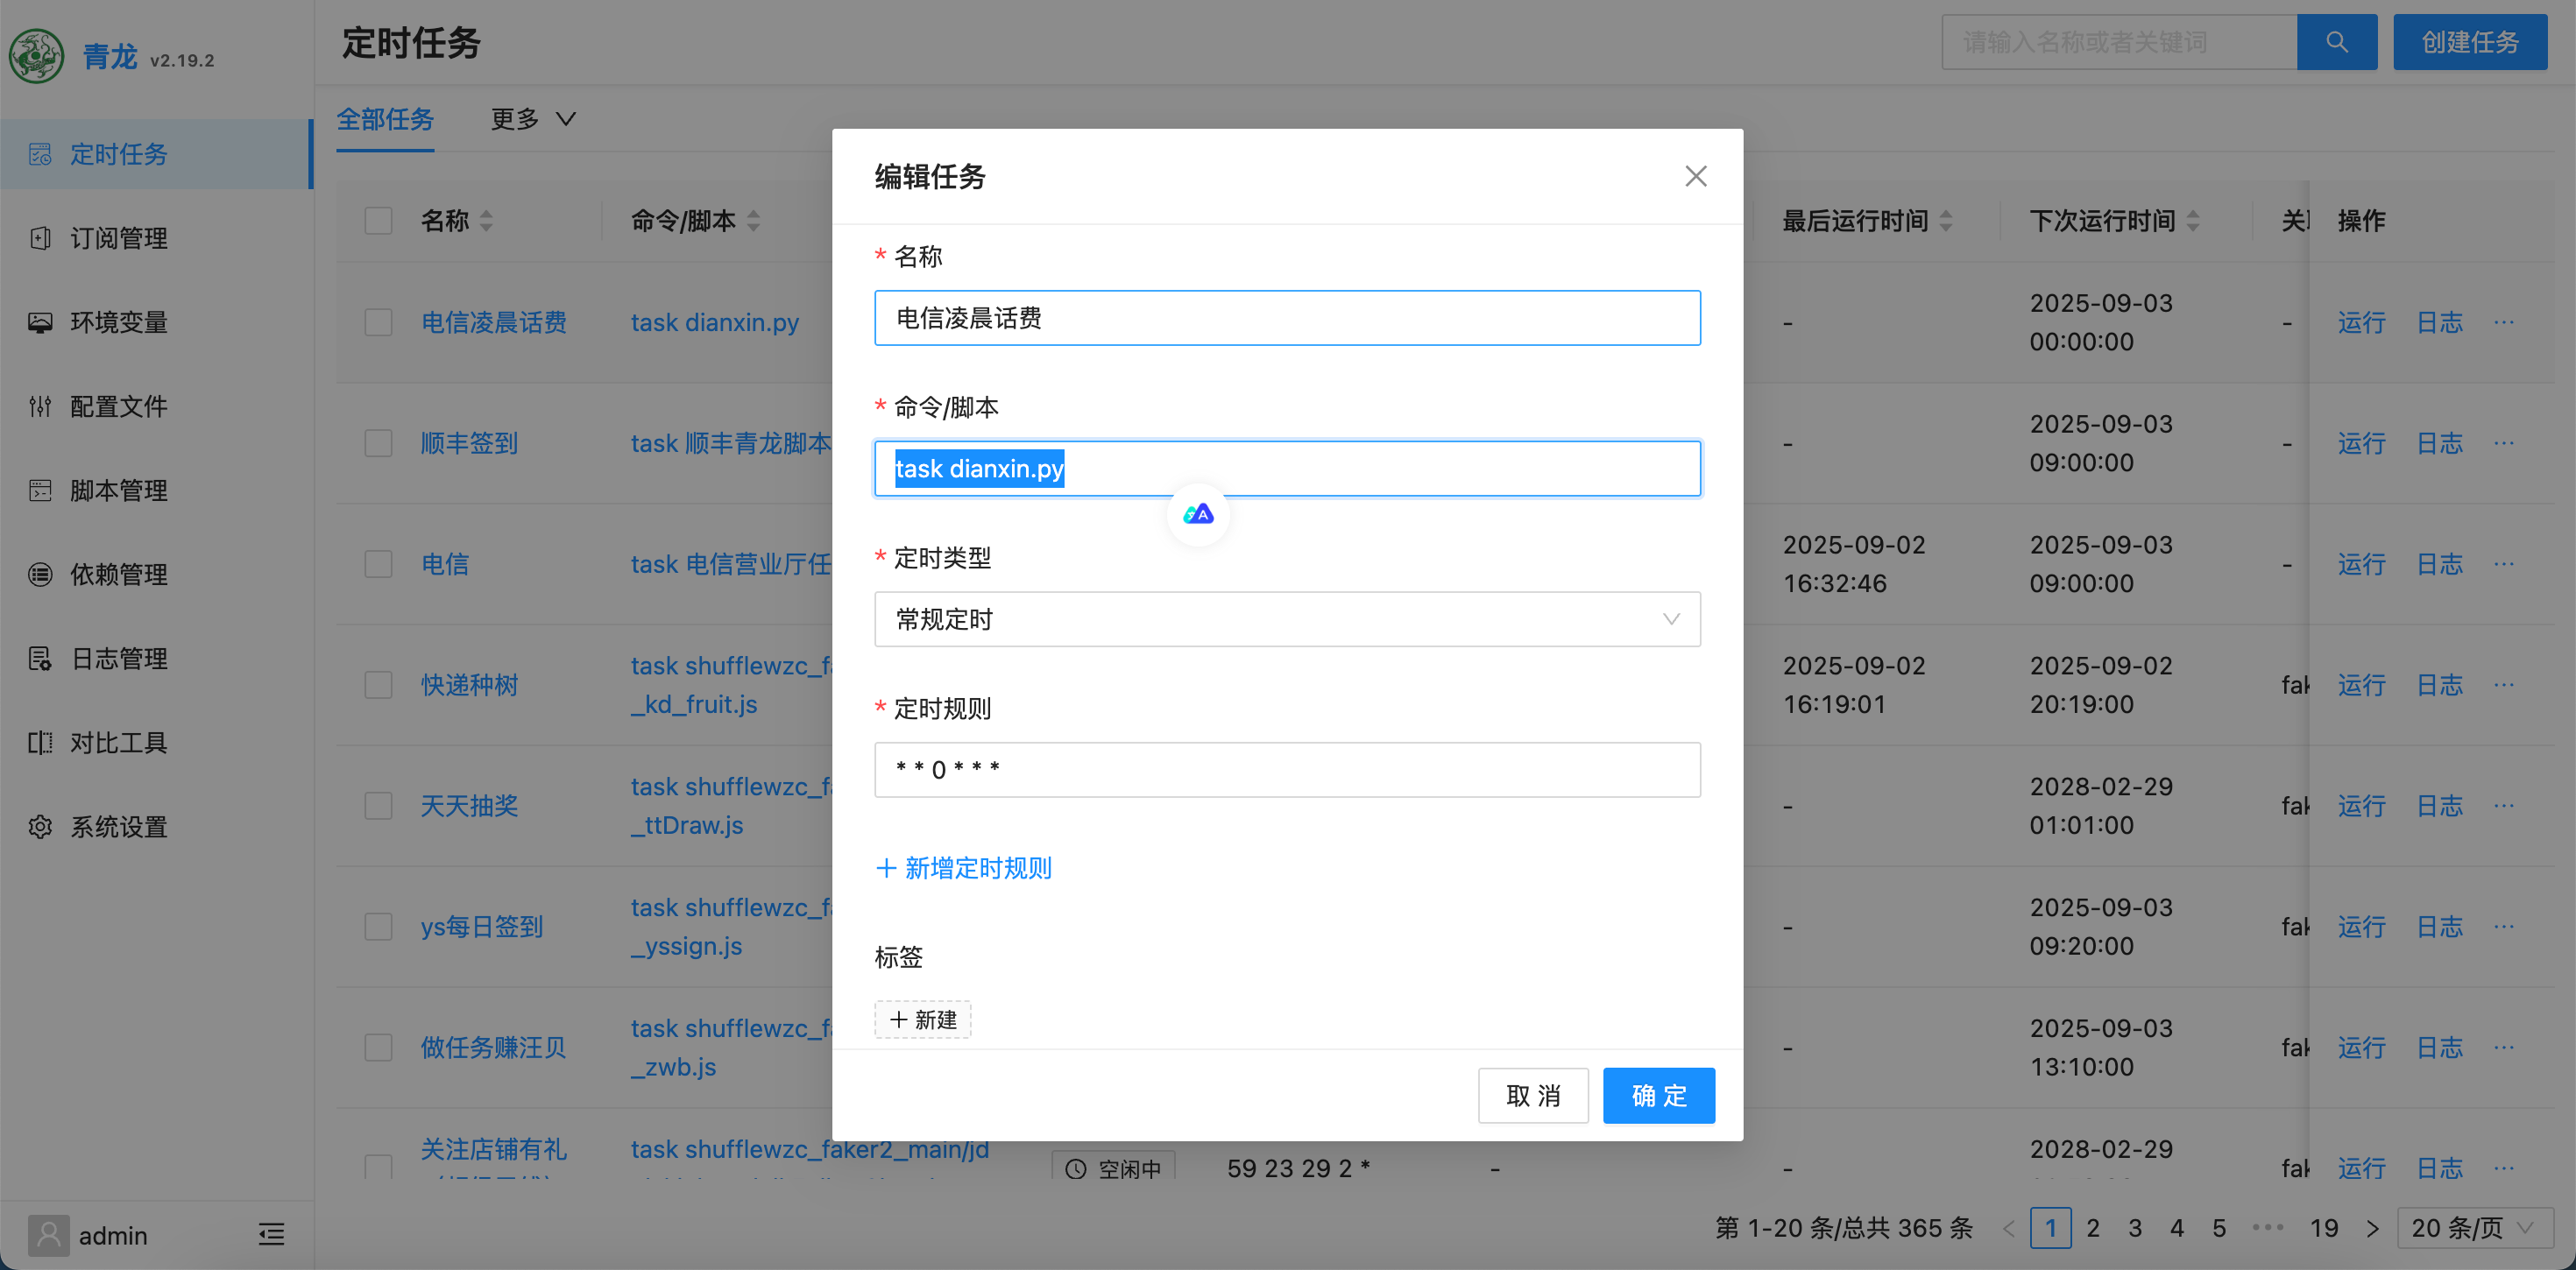 青龙 v2.19.2
定时任务
请输入名称或者关键词
创建任务
定时任务
订阅管理
环境变量
配置文件
脚本管理
依赖管理
日志管理
对比工具
系统设置
admin
全部任务 更多
名称 命令/脚本 最后运行时间 下次运行时间 操作
电信凌晨话费 task dianxin.py - 2025-09-03 - 运行 日志 ···
00:00:00
顺丰签到 task 顺丰青龙脚本 - 2025-09-03 - 运行 日志 ···
09:00:00
电信 task 电信营业厅任 2025-09-02 2025-09-03 - 运行 日志 ···
16:32:46 09:00:00
快递种树 task shufflewzc_fa 2025-09-02 2025-09-02 fak 运行 日志 ···
_kd_fruit.js 16:19:01 20:19:00
天天抽奖 task shufflewzc_fa - 2028-02-29 fak 运行 日志 ···
_ttDraw.js 01:01:00
ys每日签到 task shufflewzc_fa - 2025-09-03 fak 运行 日志 ···
_yssign.js 09:20:00
做任务赚汪贝 task shufflewzc_fa - 2025-09-03 fak 运行 日志 ···
_zwb.js 13:10:00
关注店铺有礼 task shufflewzc_faker2_main/jd 空闲中 59 23 29 2 * - - 2028-02-29 fak 运行 日志 ···
第 1-20 条/总共 365 条 < 1 2 3 4 5 ··· 19 > 20 条/页
编辑任务
* 名称
电信凌晨话费
* 命令/脚本
task dianxin.py
* 定时类型
常规定时
* 定时规则
* * 0 * * *
+ 新增定时规则
标签
+ 新建
取 消 确 定